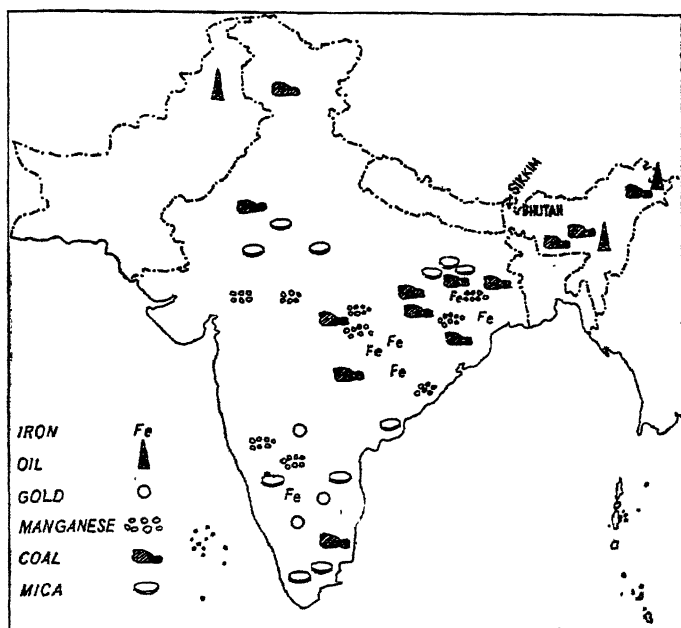 SIKKIM
BHUTAN
Fe
Fe
Fe
Fe
Fe
Fe
IRON Fe
OIL
GOLD
MANGANESE
COAL
MICA